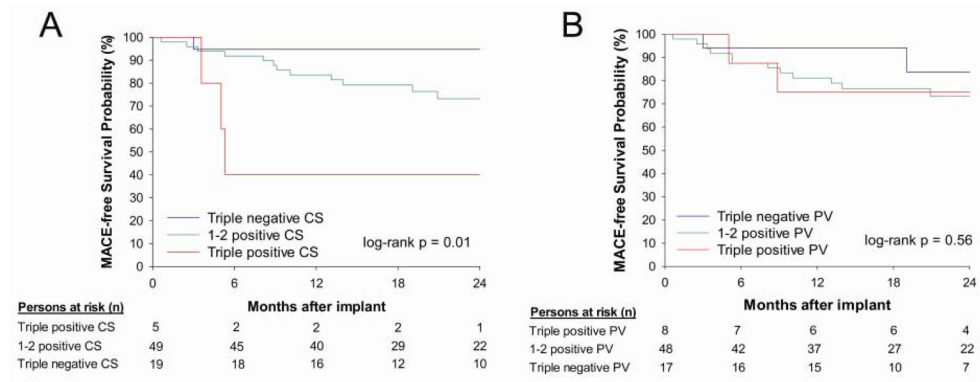 A
MACE-free Survival Probability (%)
100
90
80
70
60
50
40
30
20
10
0
Triple negative CS
1-2 positive CS
Triple positive CS
log-rank p = 0.01
0 6 12 18 24
Months after implant
Persons at risk (n)
Triple positive CS 5 2 2 2 1
1-2 positive CS 49 45 40 29 22
Triple negative CS 19 18 16 12 10
B
MACE-free Survival Probability (%)
100
90
80
70
60
50
40
30
20
10
0
Triple negative PV
1-2 positive PV
Triple positive PV
log-rank p = 0.56
0 6 12 18 24
Months after implant
Persons at risk (n)
Triple positive PV 8 7 6 6 4
1-2 positive PV 48 42 37 27 22
Triple negative PV 17 16 15 10 7